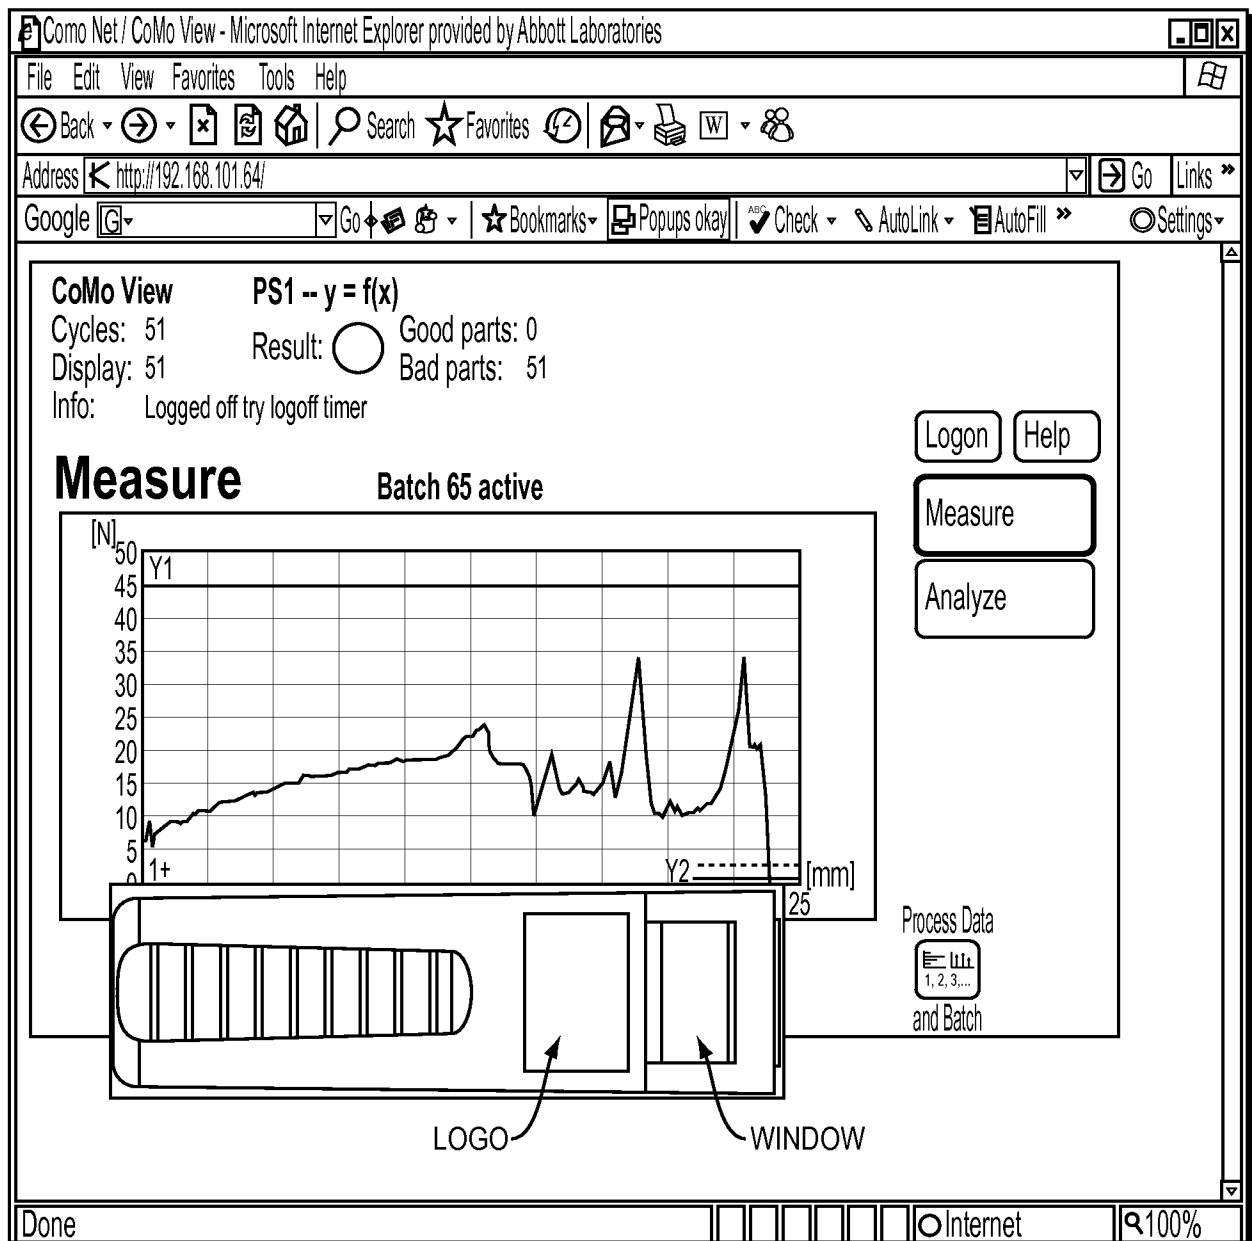 Como Net / CoMo View - Microsoft Internet Explorer provided by Abbott Laboratories
File Edit View Favorites Tools Help
Back Search Favorites W
Address http://192.168.101.64/ Go Links »
Google G Go Bookmarks Popups okay ABC Check AutoLink AutoFill » Settings
CoMo View PS1 -- y = f(x)
Cycles: 51 Result: Good parts: 0
Display: 51 Bad parts: 51
Info: Logged off try logoff timer
Logon Help
Measure Batch 65 active
Measure
Analyze
[N]
50
Y1
45
40
35
30
25
20
15
10
5
1+ Y2 [mm]
0
25
Process Data
1, 2, 3,...
and Batch
LOGO WINDOW
Done Internet 100%